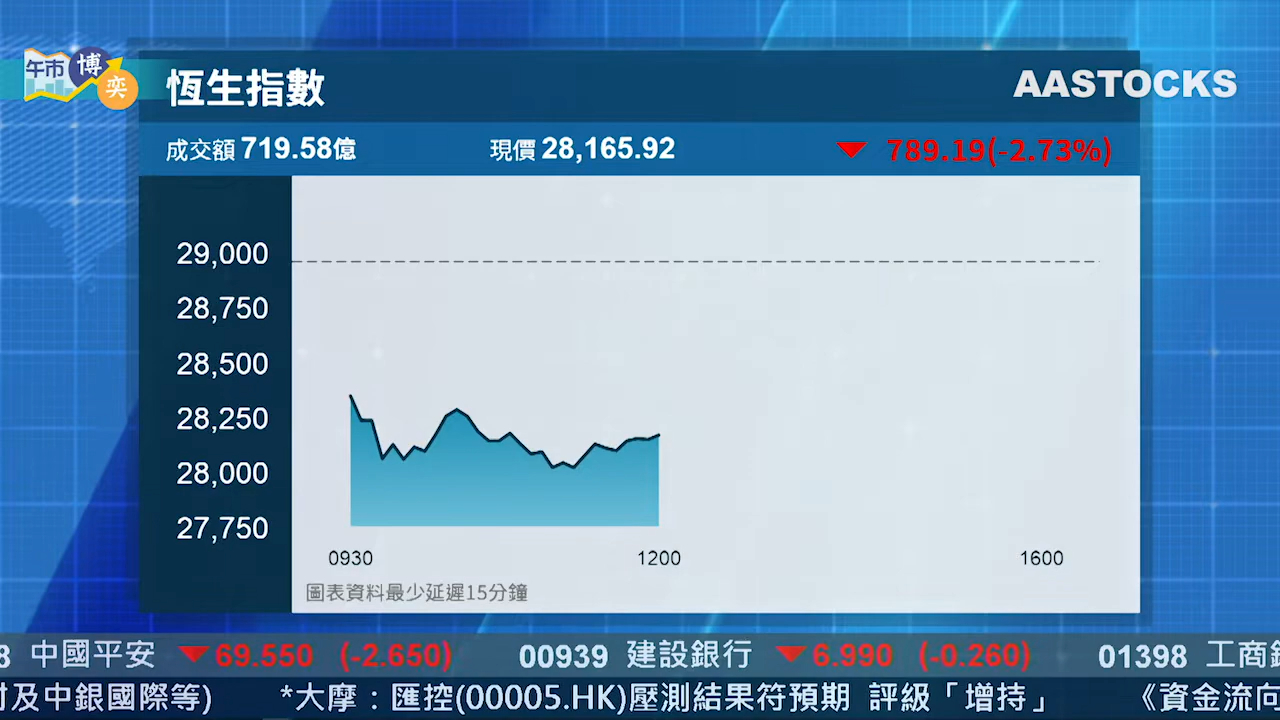 午市博奕
恆生指數
AASTOCKS
成交額 719.58億 現價 28,165.92 ▼ 789.19(-2.73%)
29,000
28,750
28,500
28,250
28,000
27,750
0930 1200 1600
圖表資料最少延遲15分鐘
8 中國平安 ▼69.550 (-2.650) 00939 建設銀行 ▼6.990 (-0.260) 01398 工商
及中銀國際等) *大摩：匯控(00005.HK)壓測結果符預期 評級「增持」 《資金流向